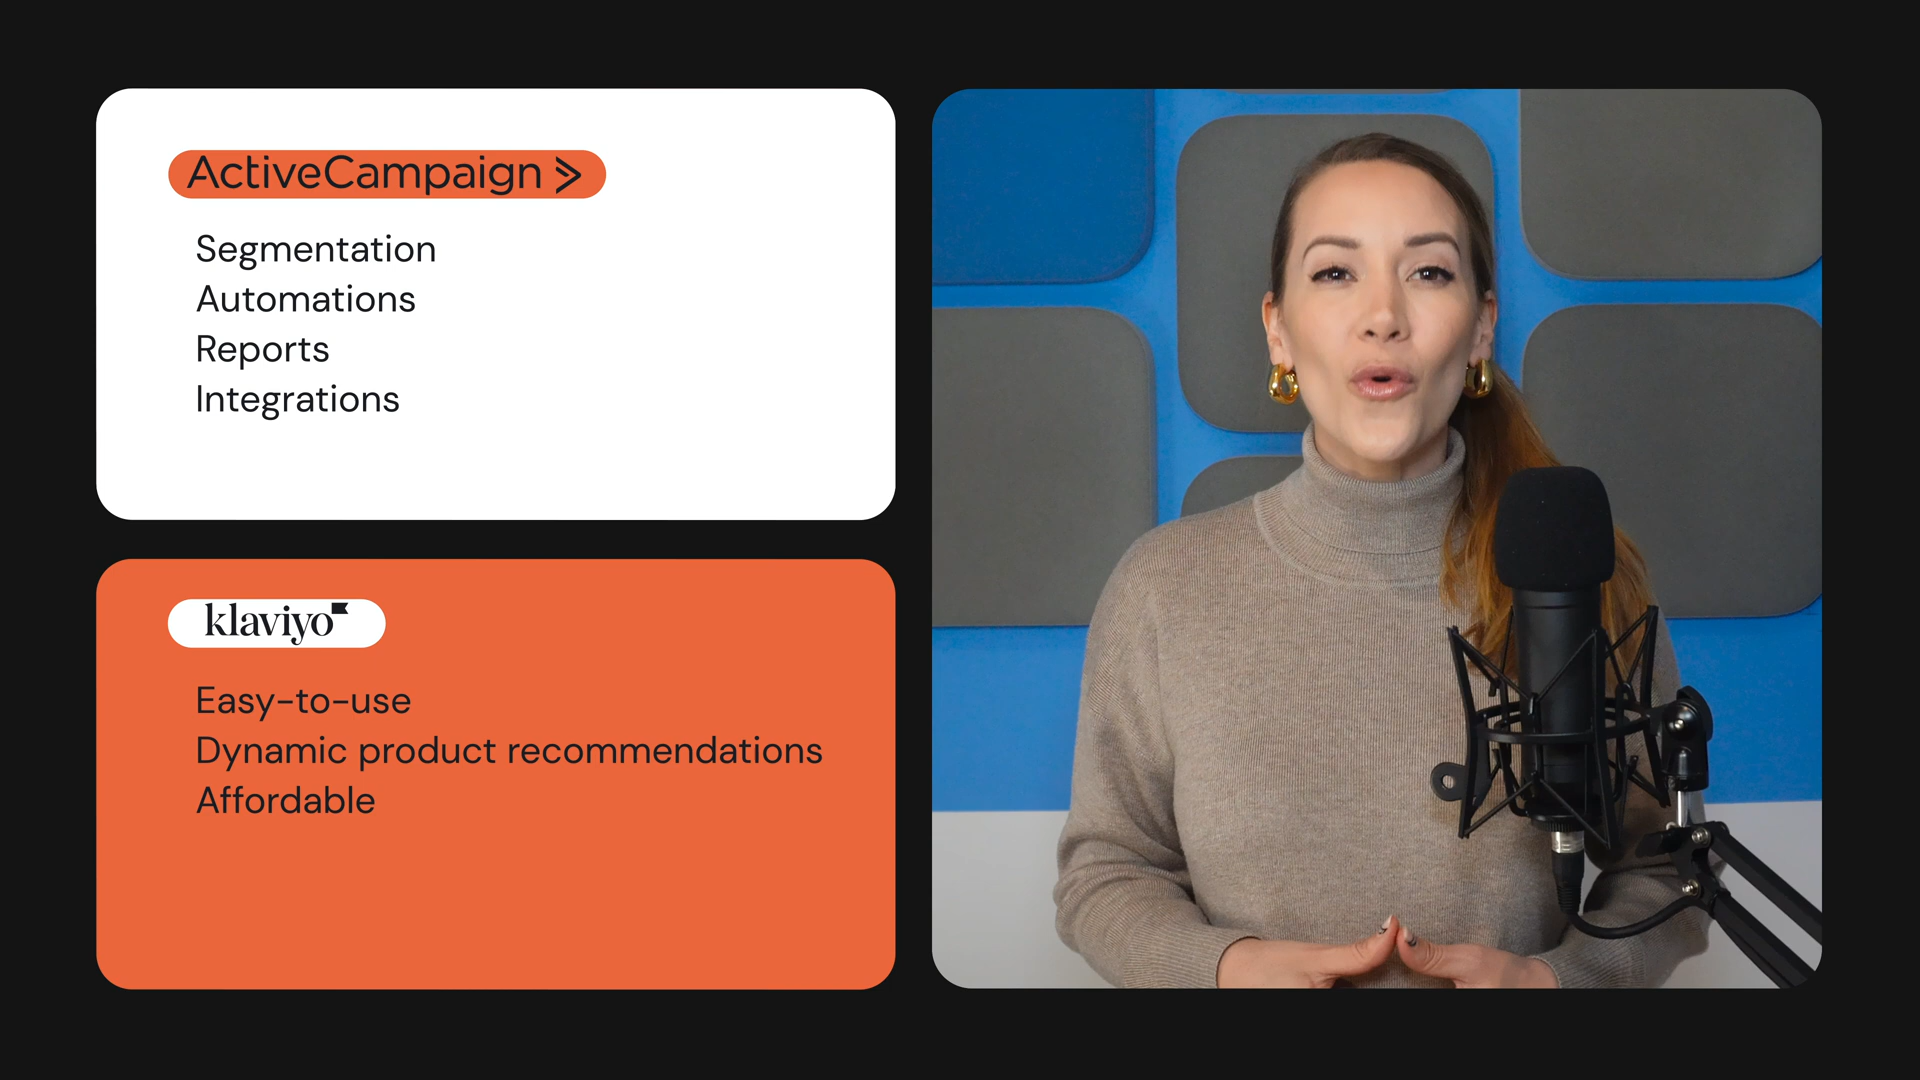 ActiveCampaign
Segmentation
Automations
Reports
Integrations
klaviyo
Easy-to-use
Dynamic product recommendations
Affordable